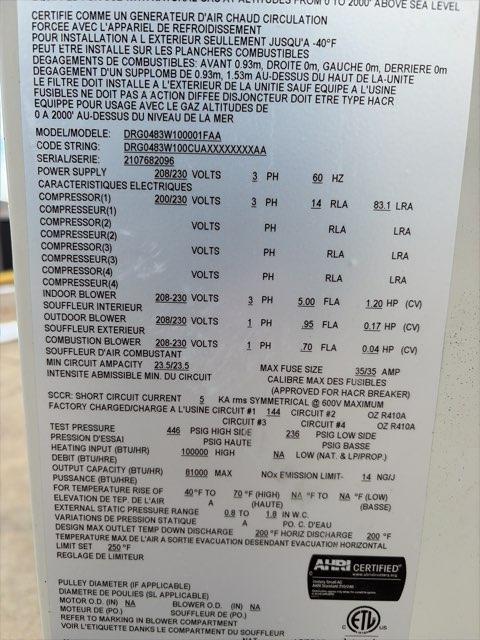 CERTIFIÉ COMME UN GENERATEUR D'AIR CHAUD CIRCULATION
FORCEE AVEC L'APPAREIL DE REFROIDISSEMENT
POUR INSTALLATION A L'EXTERIEUR SEULEMENT JUSQU'A -40°F
PEUT ETRE INSTALLE SUR LES PLANCHERS COMBUSTIBLES
DEGAGEMENTS DE COMBUSTIBLES: AVANT 0.93m, DROITE 0m, GAUCHE 0m, DERRIERE 0m
DEGAGEMENT D'UN SUPPLOMB DE 0.93m, 1.53m AU-DESSUS DU HAUT DE LA-UNITE
LE FILTRE DOIT INSTALLER A L'EXTERIEUR DE L'UNITIE SAUF EQUIPE A L'USINE
FUSIBLES NE DOIT PAS A ACTION DIFFEE DISJONCTEUR DOIT ETRE TYPE HACR
EQUIPPE POUR USAGE AVEC LE GAZ ALTITUDES DE
0 A 2000' AU-DESSUS DU NIVEAU DE LA MER
MODEL/MODELE: DRG0483W100001FAA
CODE STRING: DRG0483W100CUAXXXXXXXXAA
SERIAL/SERIE: 2107682096
POWER SUPPLY 208/230 VOLTS 3 PH 60 HZ
CARACTERISTIQUES ELECTRIQUES
COMPRESSOR(1) 200/230 VOLTS 3 PH 14 RLA 83.1 LRA
COMPRESSEUR(1)
COMPRESSOR(2) VOLTS PH RLA LRA
COMPRESSEUR(2)
COMPRESSOR(3) VOLTS PH RLA LRA
COMPRESSEUR(3)
COMPRESSOR(4) VOLTS PH RLA LRA
COMPRESSEUR(4)
INDOOR BLOWER 208-230 VOLTS 3 PH 5.00 FLA 1.20 HP (CV)
SOUFFLEUR INTERIEUR
OUTDOOR BLOWER 208/230 VOLTS 1 PH .95 FLA 0.17 HP (CV)
SOUFFLEUR EXTERIEUR
COMBUSTION BLOWER 208-230 VOLTS 1 PH .70 FLA 0.04 HP (CV)
SOUFFLEUR D'AIR COMBUSTANT
MIN CIRCUIT AMPACITY 23.5/23.5 MAX FUSE SIZE 35/35 AMP
INTENSITE ABMISSIBLE MIN. DU CIRCUIT CALIBRE MAX DES FUSIBLES
(APPROVED FOR HACR BREAKER)
SCCR: SHORT CIRCUIT CURRENT 5 KA rms SYMMETRICAL @ 600V MAXIMUM
FACTORY CHARGED/CHARGE A L'USINE CIRCUIT #1 144 CIRCUIT #2 OZ R410A
CIRCUIT #3 CIRCUIT #4 OZ R410A
TEST PRESSURE 446 PSIG HIGH SIDE 236 PSIG LOW SIDE
PRESSION D'ESSAI PSIG HAUTE PSIG BASSE
HEATING INPUT (BTU/HR) 100000 HIGH NA LOW (NAT. & LP/PROP.)
DEBIT (BTU/HR)
OUTPUT CAPACITY (BTU/HR) 81000 MAX NOx EMISSION LIMIT- 14 NG/J
PUISSANCE (BTU/HR)
FOR TEMPERATURE RISE OF 40 °F TO 70 °F (HIGH) NA °F TO NA °F (LOW)
ELEVATION DE TEP. DE L'AIR A (HAUTE) A (BASSE)
EXTERNAL STATIC PRESSURE RANGE 0.8 TO 1.8 IN W.C.
VARIATIONS DE PRESSION STATIQUE A PO. C. D'EAU
DESIGN MAX OUTLET TEMP DOWN DISCHARGE 200 °F HORIZ DISCHARGE 200 °F
TEMPERATURE MAX DE L'AIR A SORTIE EVACUATION DESENDANT EVACUATION HORIZONTAL
LIMIT SET 250 °F
REGLAGE DE LIMITEUR
AHRI CERTIFIED
www.ahridirectory.org
PULLEY DIAMETER (IF APPLICABLE)
DIAMETRE DE POULIES (SI APPLICABLE)
MOTOR O.D. (IN) NA BLOWER O.D. (IN) NA
MOTEUR DE (PO.) SOUFFLEUR DE (PO.)
REFER TO MARKING IN BLOWER COMPARTMENT
VOIR L'ETIQUETTE DANS COMPARTMENT DU SOUFFLEUR
ETL